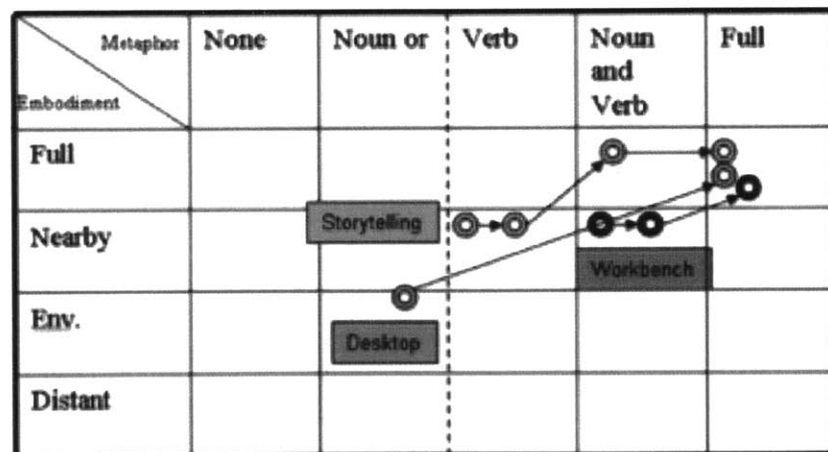 Metaphor
None
Noun or
Verb
Noun
and
Verb
Full
Embodiment
Full
Storytelling
Nearby
Workbench
Env.
Desktop
Distant